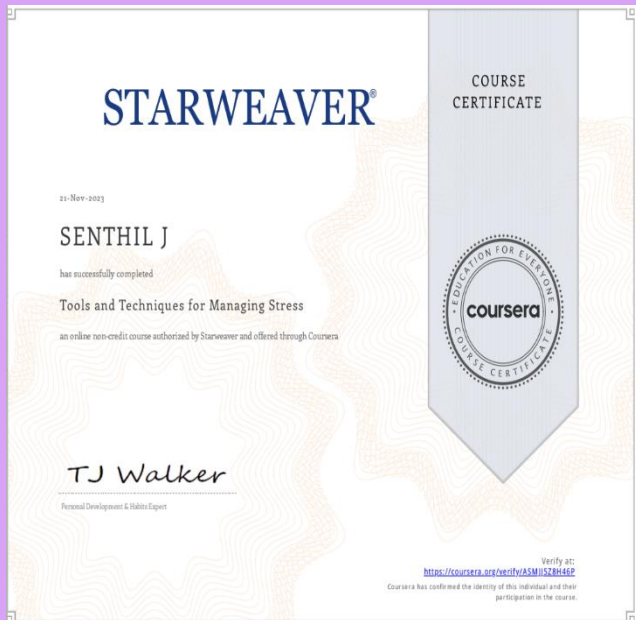 STARWEAVER®
COURSE
CERTIFICATE
21-Nov-2023
SENTHIL J
has successfully completed
Tools and Techniques for Managing Stress
an online non-credit course authorized by Starweaver and offered through Coursera
EDUCATION FOR EVERYONE
coursera
COURSE CERTIFICATE
TJ Walker
Personal Development & Habits Expert
Verify at:
https://coursera.org/verify/A5MJJ5Z8H46P
Coursera has confirmed the identity of this individual and their
participation in the course.